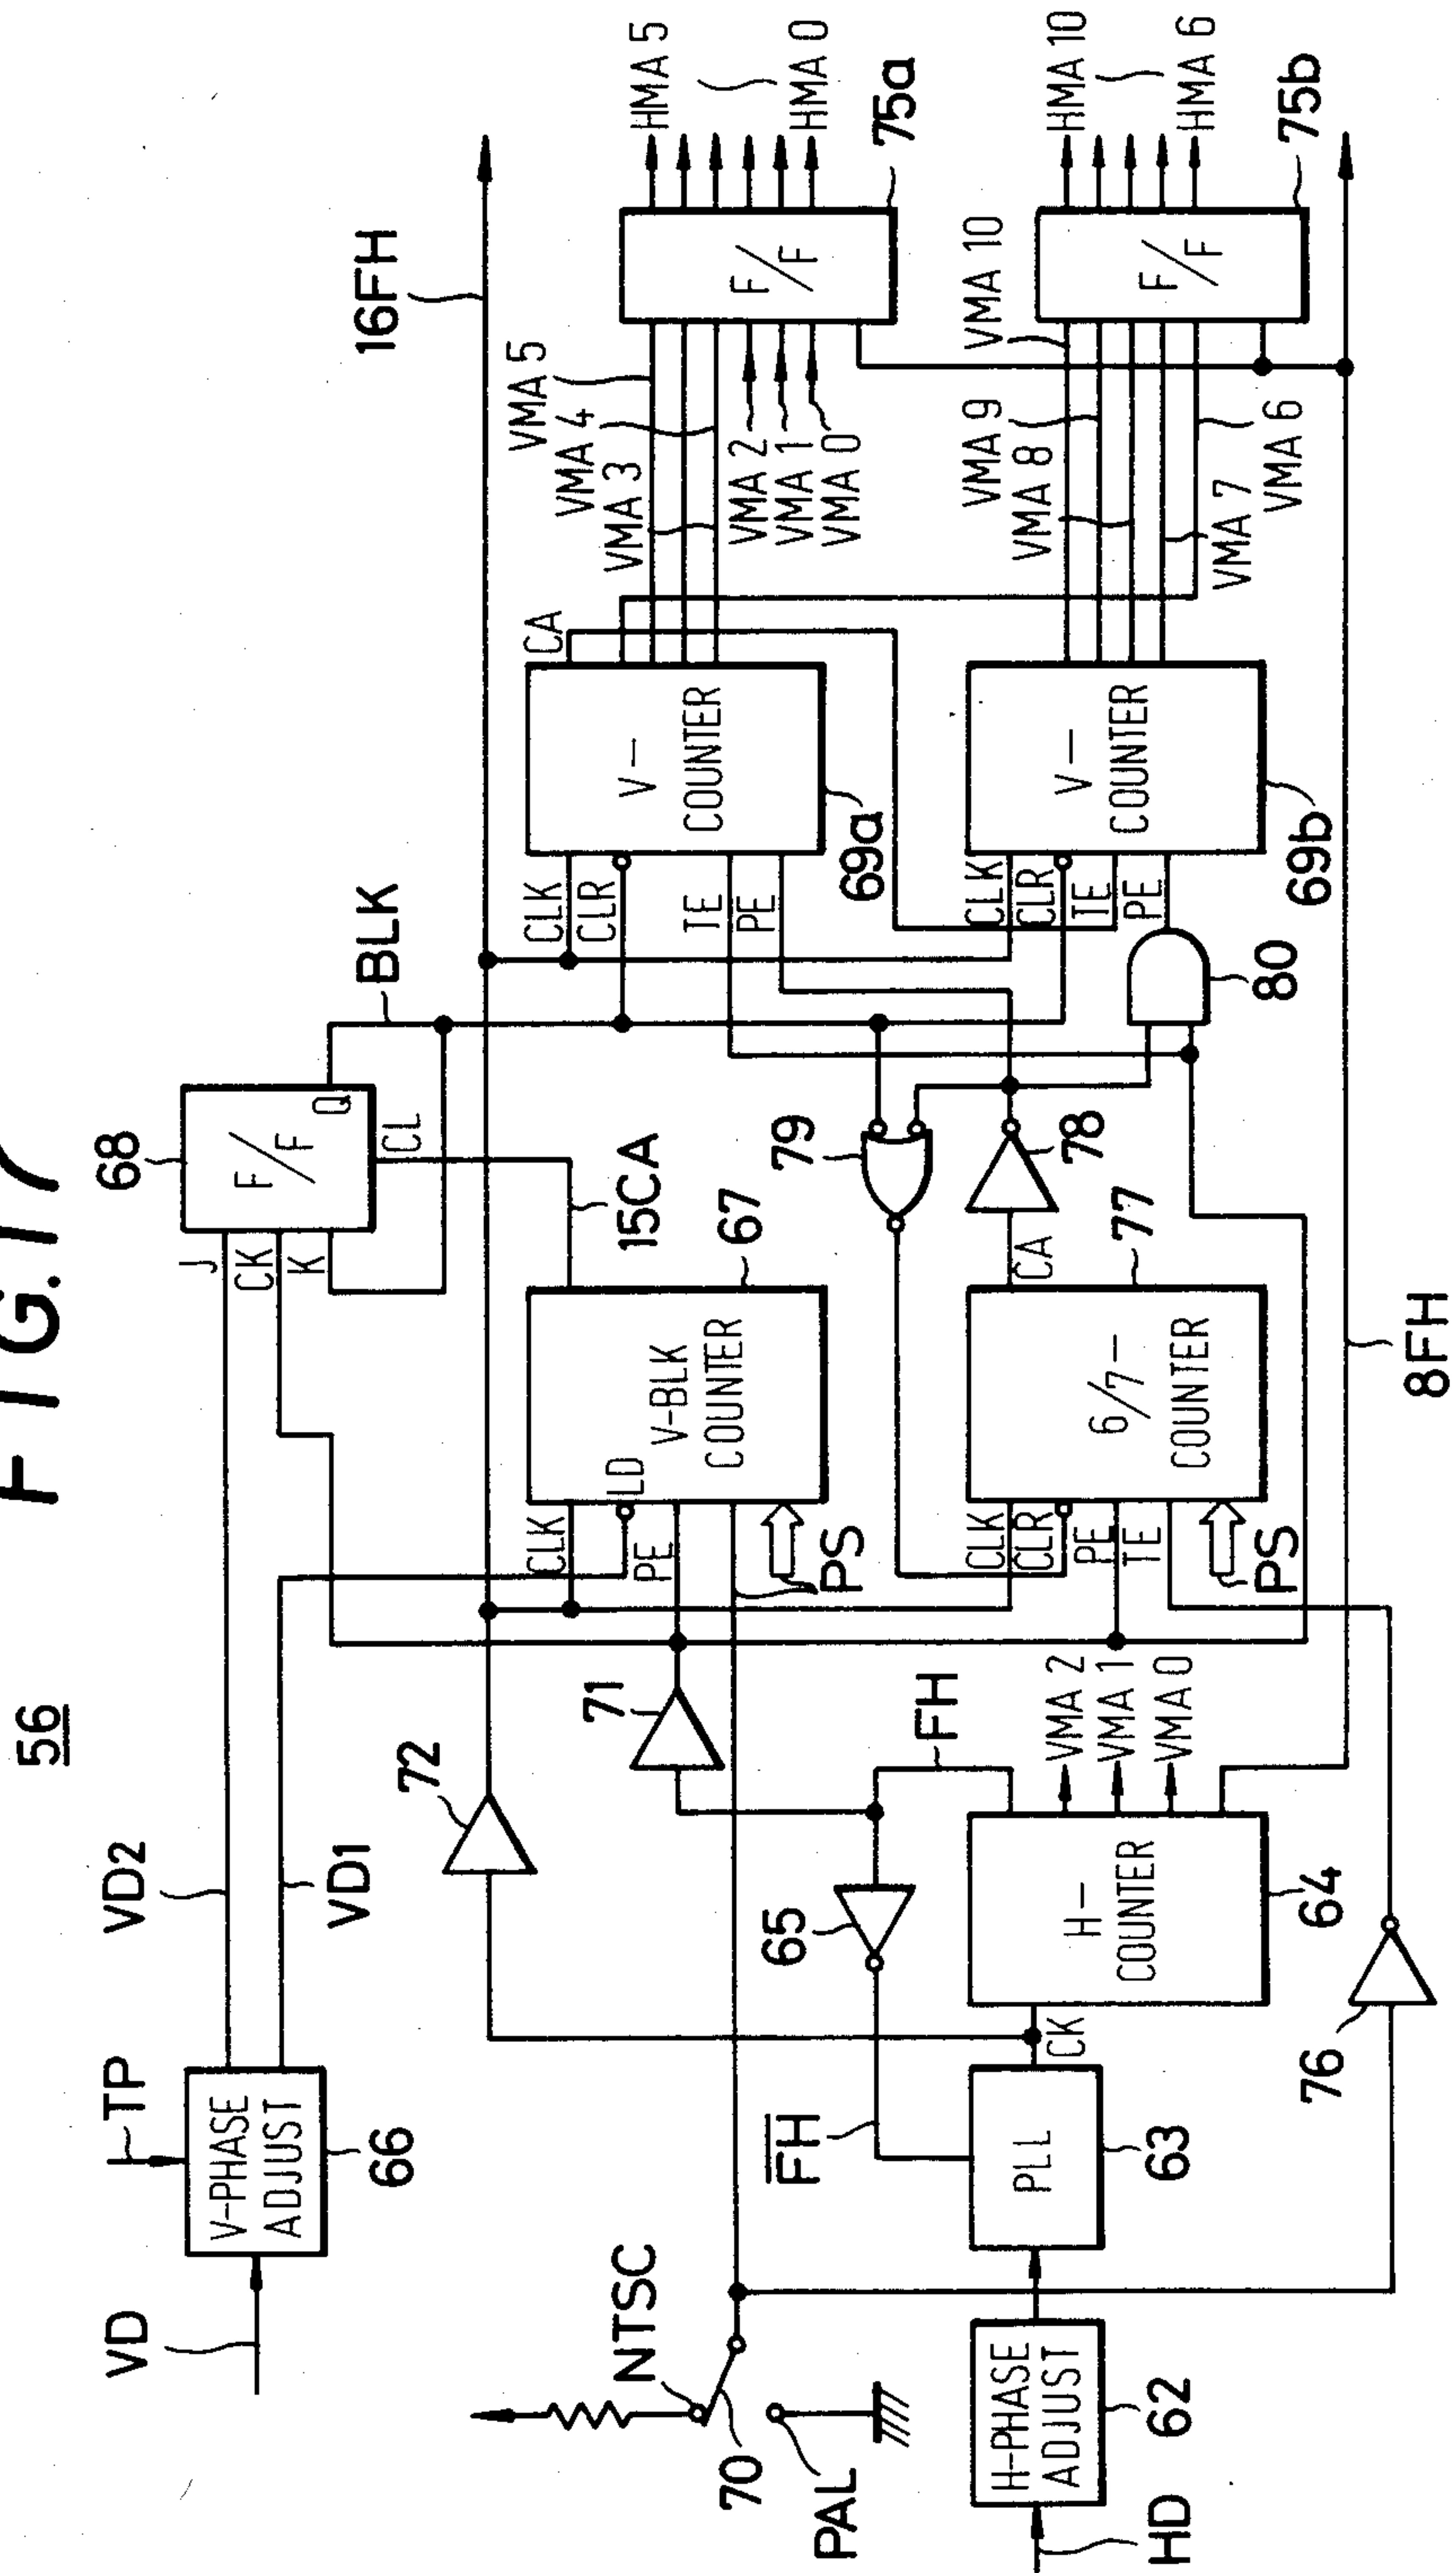 FIG. 17
56
VD
TP
V-PHASE
ADJUST
66
VD2
VD1
HD
H-PHASE
ADJUST
62
NTSC
70
PAL
PLL
63
FH
65
CK
H-
COUNTER
64
FH
VMA 2
VMA 1
VMA 0
76
72
71
CLK
LD
PE
V-BLK
COUNTER
67
PS
15CA
CLK
CLR
PE
TE
6/7-
COUNTER
77
PS
CA
78
79
80
J
CK
K
F/F
Q
CL
68
BLK
CLK
CLR
TE
PE
V-
COUNTER
69a
CA
CLK
CLR
TE
PE
V-
COUNTER
69b
16FH
VMA 5
VMA 4
VMA 3
VMA 2
VMA 1
VMA 0
F/F
75a
HMA 5
HMA 0
VMA 10
VMA 9
VMA 8
VMA 7
VMA 6
F/F
75b
HMA 10
HMA 6
8FH